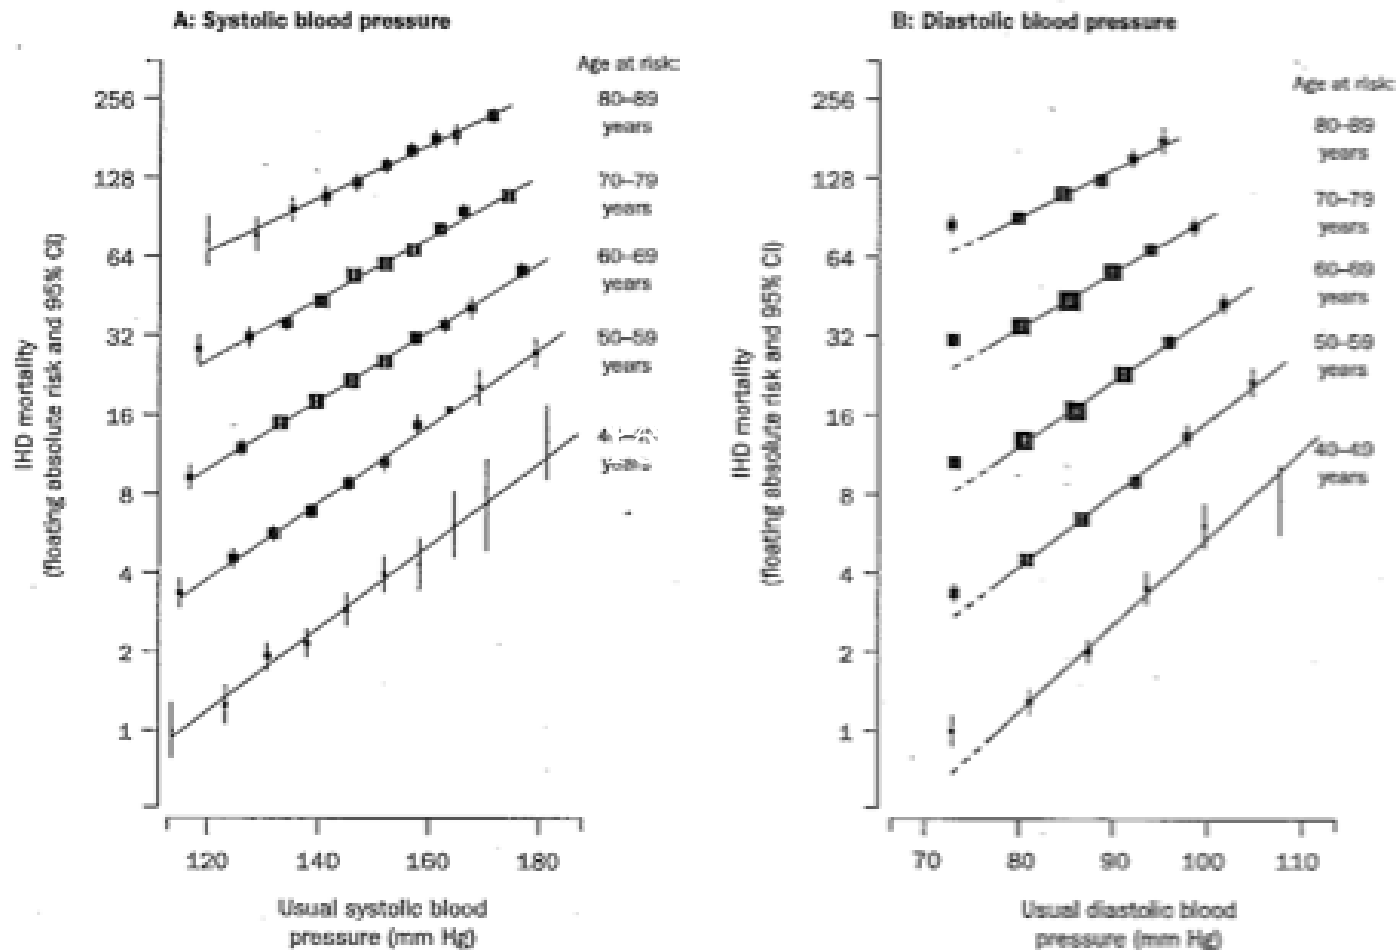 A: Systolic blood pressure
Age at risk:
256
128
64
32
16
8
4
2
1
IHD mortality
(floating absolute risk and 95% CI)
80–89
years
70–79
years
60–69
years
50–59
years
years
120 140 160 180
Usual systolic blood
pressure (mm Hg)
B: Diastolic blood pressure
Age at risk:
256
128
64
32
16
8
4
2
1
IHD mortality
(floating absolute risk and 95% CI)
80–89
years
70–79
years
60–69
years
50–59
years
40–49
years
70 80 90 100 110
Usual diastolic blood
pressure (mm Hg)